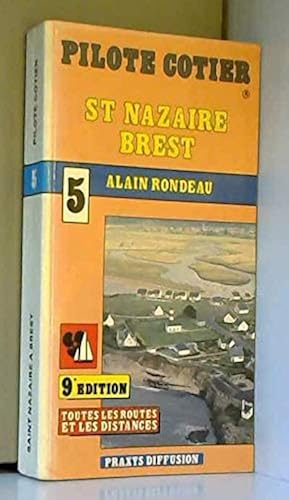 PILOTE COTIER
®
ST NAZAIRE
BREST
5
ALAIN RONDEAU
9e EDITION
TOUTES LES ROUTES
ET LES DISTANCES
PRAXYS DIFFUSION
PILOTE COTIER
5
SAINT NAZAIRE A BREST